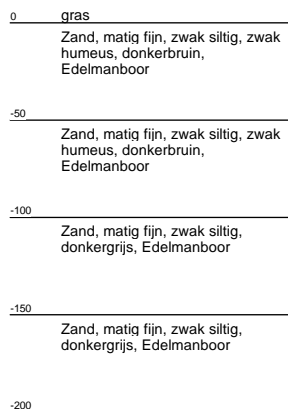 0 gras
Zand, matig fijn, zwak siltig, zwak
humeus, donkerbruin,
Edelmanboor
-50
Zand, matig fijn, zwak siltig, zwak
humeus, donkerbruin,
Edelmanboor
-100
Zand, matig fijn, zwak siltig,
donkergrijs, Edelmanboor
-150
Zand, matig fijn, zwak siltig,
donkergrijs, Edelmanboor
-200